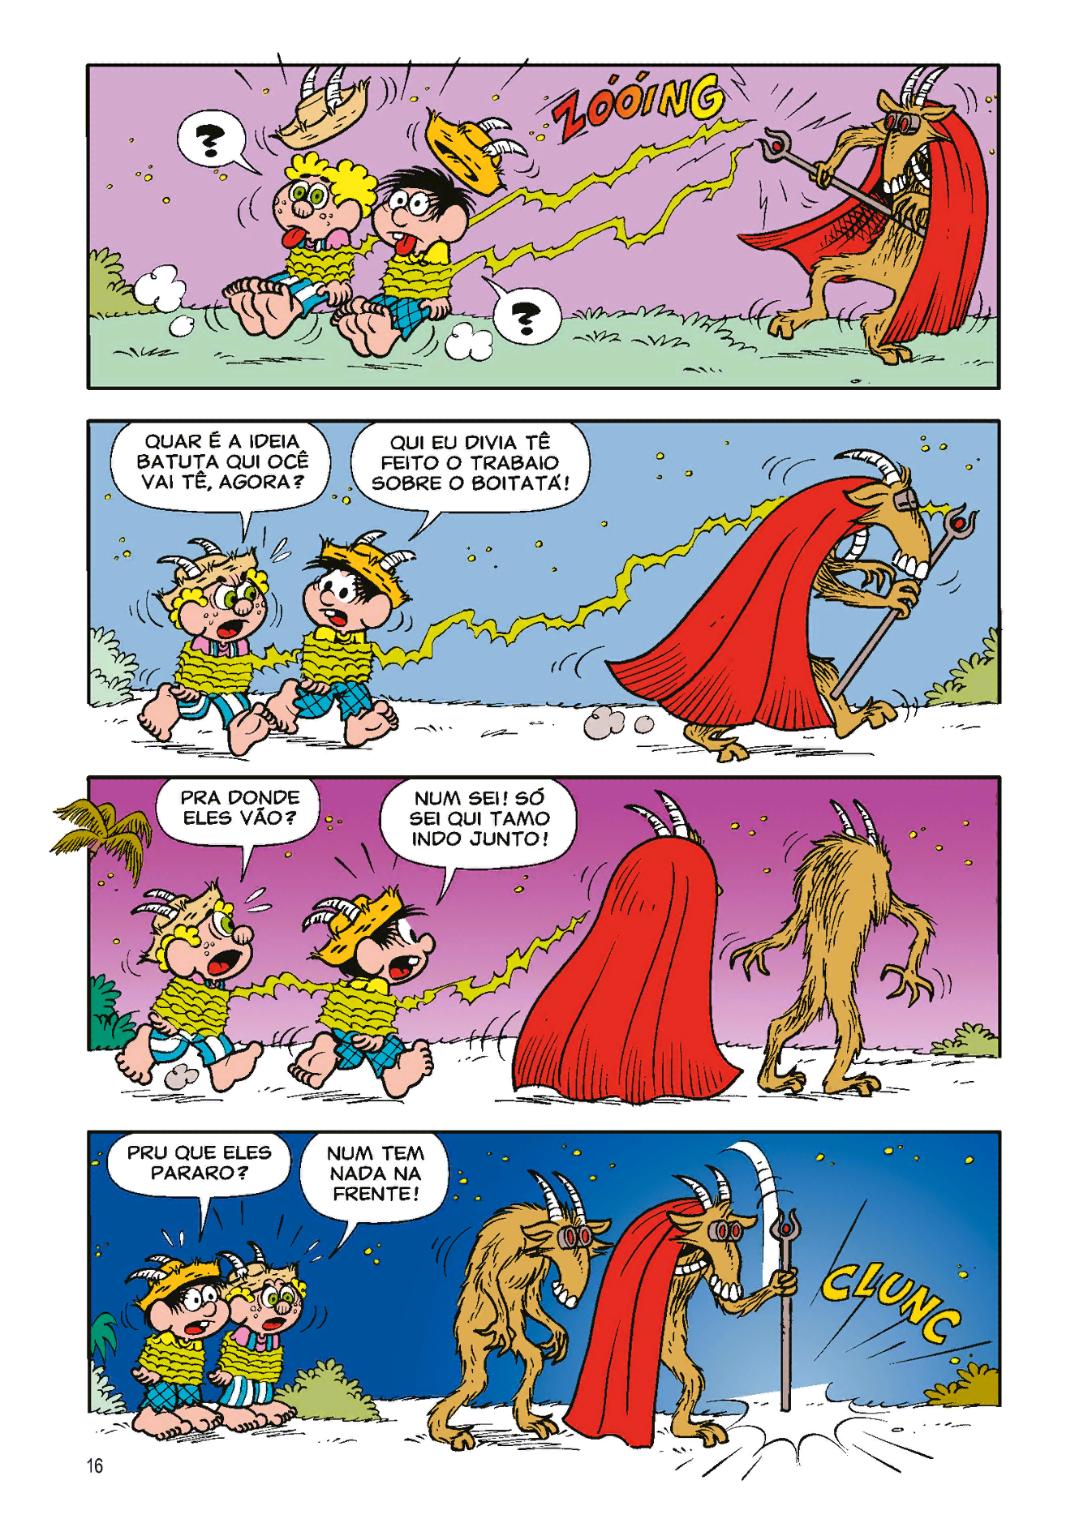 ?
ZÓÓING
?
QUAR É A IDEIA
BATUTA QUI OCÊ
VAI TÊ, AGORA?
QUI EU DIVIA TÊ
FEITO O TRABAIO
SOBRE O BOITATÁ!
PRA DONDE
ELES VÃO?
NUM SEI! SÓ
SEI QUI TAMO
INDO JUNTO!
PRU QUE ELES
PARARO?
NUM TEM
NADA NA
FRENTE!
CLUNC
16